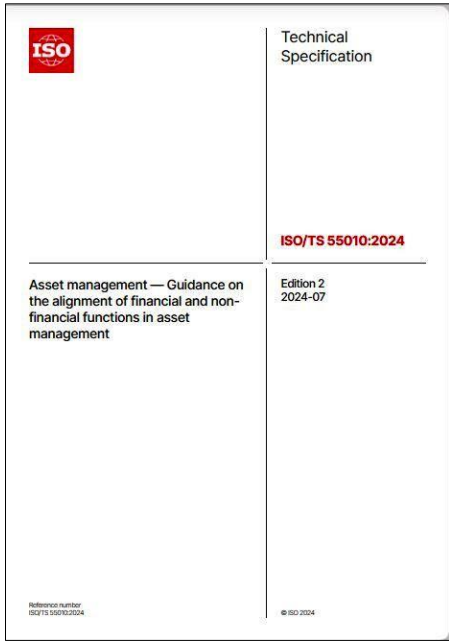 ISO
Technical
Specification
ISO/TS 55010:2024
Asset management — Guidance on
the alignment of financial and non-
financial functions in asset
management
Edition 2
2024-07
Reference number
ISO/TS 55010:2024
© ISO 2024